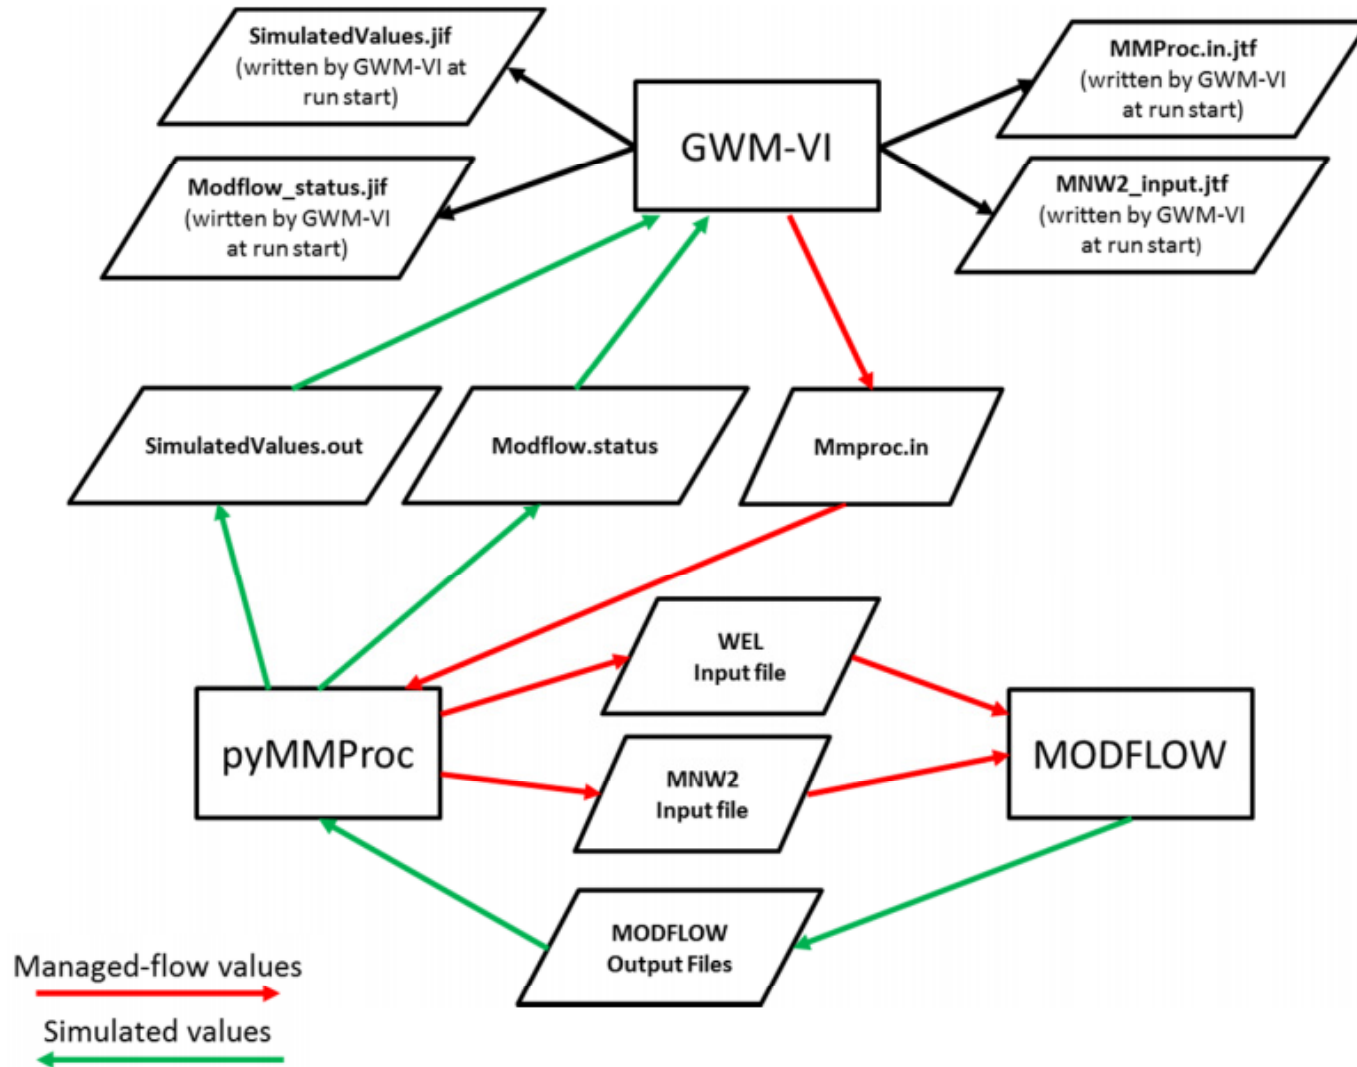 SimulatedValues.jif
(written by GWM-VI at
run start)
MMProc.in.jtf
(written by GWM-VI
at run start)
GWM-VI
Modflow_status.jif
(wirtten by GWM-VI
at run start)
MNW2_input.jtf
(written by GWM-VI
at run start)
SimulatedValues.out
Modflow.status
Mmproc.in
WEL
Input file
pyMMProc
MODFLOW
MNW2
Input file
MODFLOW
Output Files
Managed-flow values
Simulated values